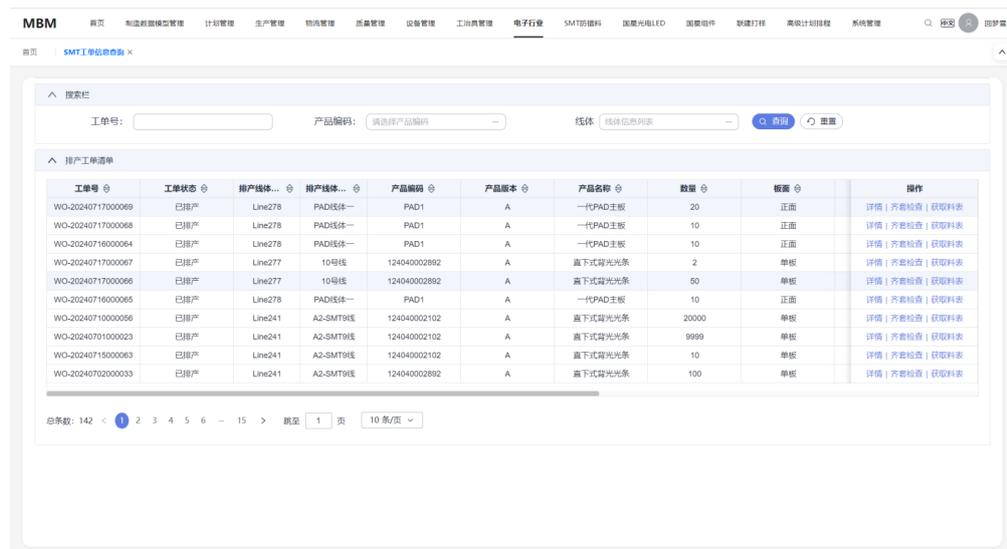 MBM 首页 制造数据模型管理 计划管理 生产管理 物流管理 质量管理 设备管理 工治具管理 电子行业 SMT防错料 国星光电LED 国星组件 联建打样 高级计划排程 系统管理 中文
首页 SMT工单信息查询 ×
搜索栏
工单号: 产品编码: 请选择产品编码 线体 线体信息列表 查询 重置
排产工单清单
工单号 工单状态 排产线体... 排产线体... 产品编码 产品版本 产品名称 数量 板面 操作
WO-20240717000069 已排产 Line278 PAD线体一 PAD1 A 一代PAD主板 20 正面 详情 | 齐套检查 | 获取料表
WO-20240717000068 已排产 Line278 PAD线体一 PAD1 A 一代PAD主板 10 正面 详情 | 齐套检查 | 获取料表
WO-20240716000064 已排产 Line278 PAD线体一 PAD1 A 一代PAD主板 10 正面 详情 | 齐套检查 | 获取料表
WO-20240717000067 已排产 Line277 10号线 124040002892 A 直下式背光光条 2 单板 详情 | 齐套检查 | 获取料表
WO-20240717000066 已排产 Line277 10号线 124040002892 A 直下式背光光条 50 单板 详情 | 齐套检查 | 获取料表
WO-20240716000065 已排产 Line278 PAD线体一 PAD1 A 一代PAD主板 10 正面 详情 | 齐套检查 | 获取料表
WO-20240710000056 已排产 Line241 A2-SMT9线 124040002102 A 直下式背光光条 20000 单板 详情 | 齐套检查 | 获取料表
WO-20240701000023 已排产 Line241 A2-SMT9线 124040002102 A 直下式背光光条 9999 单板 详情 | 齐套检查 | 获取料表
WO-20240715000063 已排产 Line241 A2-SMT9线 124040002102 A 直下式背光光条 10 单板 详情 | 齐套检查 | 获取料表
WO-20240702000033 已排产 Line241 A2-SMT9线 124040002892 A 直下式背光光条 100 单板 详情 | 齐套检查 | 获取料表
总条数: 142 < 1 2 3 4 5 6 ... 15 > 跳至 1 页 10 条/页